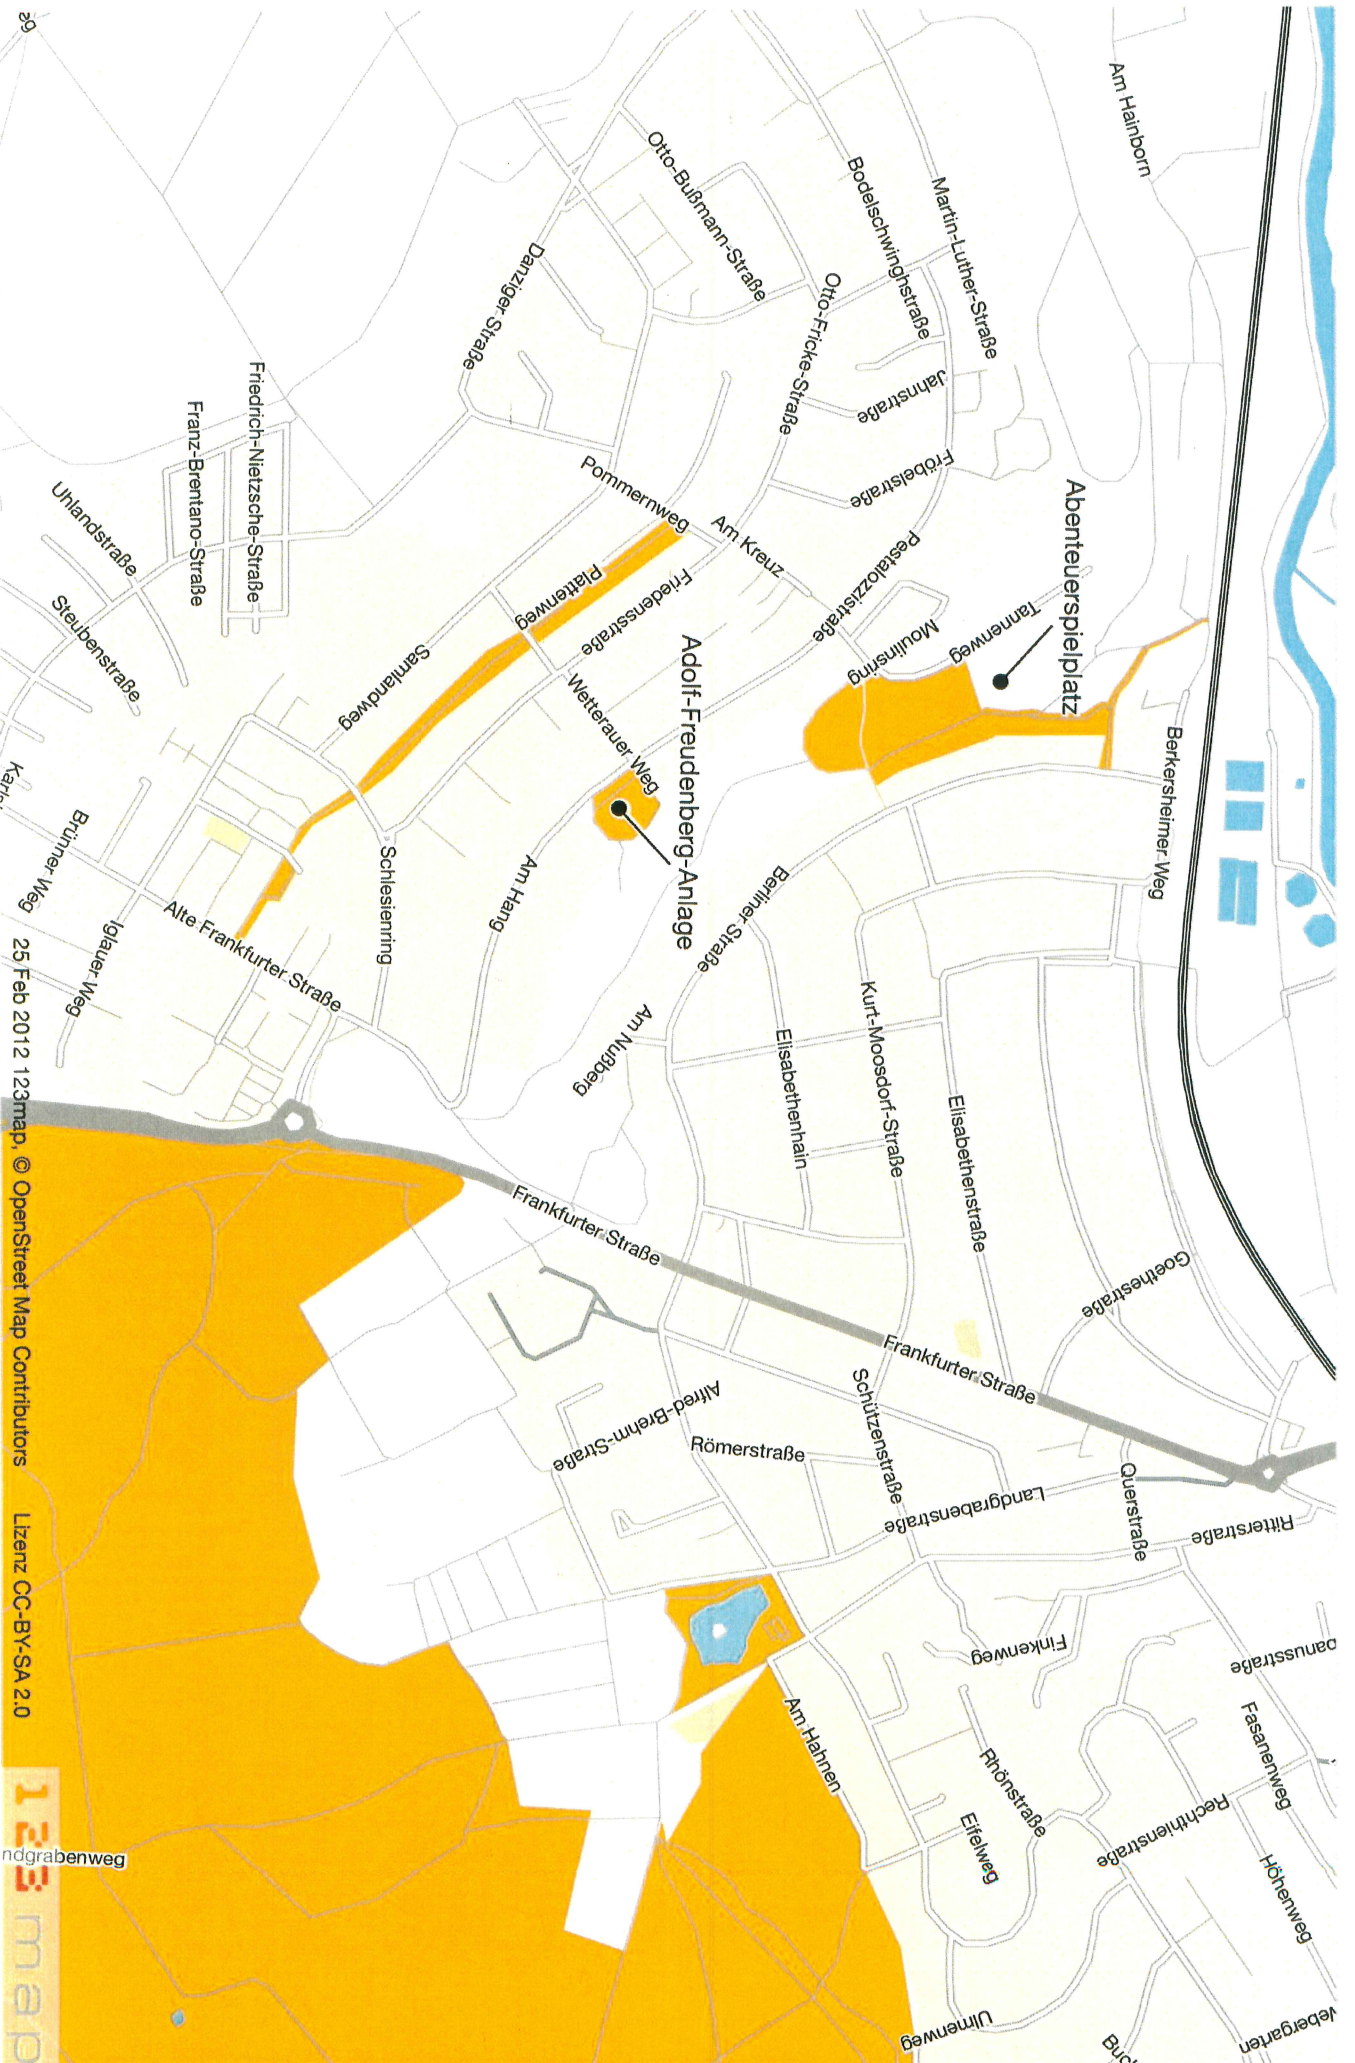 Am Hainborn
Otto-Bußmann-Straße
Bodelschwinghstraße
Martin-Luther-Straße
Danziger-Straße
Otto-Fricke-Straße
Jahnstraße
Fröbelstraße
Friedrich-Nietzsche-Straße
Franz-Brentano-Straße
Uhlandstraße
Steubenstraße
Pommernweg
Am Kreuz
Pestalozzistraße
Abenteuerspielplatz
Tannenweg
Moulinsring
Plattenweg
Friedensstraße
Samlandweg
Adolf-Freudenberg-Anlage
Wetterauer Weg
Berkersheimer Weg
Brünner Weg
Iglauer Weg
Alte Frankfurter Straße
Schlesienring
Am Hang
Berliner Straße
Am Nußberg
Kurt-Moosdorf-Straße
Elisabethenhain
Elisabethenstraße
Goethestraße
Frankfurter Straße
Frankfurter Straße
Alfred-Brehm-Straße
Römerstraße
Schützenstraße
Landgrabenstraße
Querstraße
Ritterstraße
Finkenweg
anusstraße
Fasanenweg
Am Hahnen
Rhönstraße
Rechthienstraße
Eifelweg
Höhenweg
Ulmenweg
ebergarten
Buc
ndgrabenweg
25 Feb 2012 123map, © OpenStreet Map Contributors Lizenz CC-BY-SA 2.0
123 map